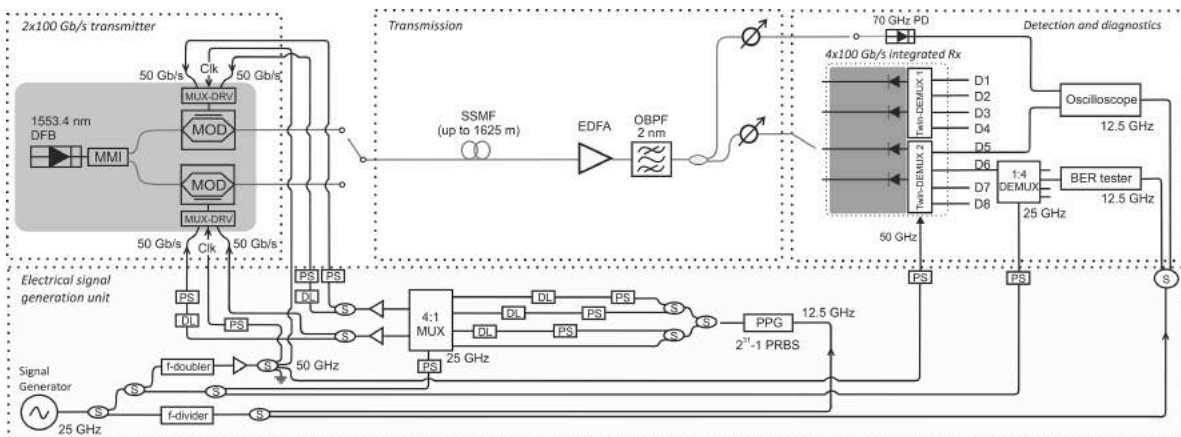 2x100 Gb/s transmitter
50 Gb/s
Clk
50 Gb/s
MUX-DRV
1553.4 nm
DFB
MMI
MOD
MOD
MUX-DRV
50 Gb/s
Clk
50 Gb/s
Transmission
SSMF
(up to 1625 m)
EDFA
OBPF
2 nm
70 GHz PD
Detection and diagnostics
4x100 Gb/s integrated Rx
Twin-DEMUX 1
Twin-DEMUX 2
D1
D2
D3
D4
D5
D6
D7
D8
Oscilloscope
12.5 GHz
1:4
DEMUX
25 GHz
BER tester
12.5 GHz
50 GHz
PS
PS
S
Electrical signal
generation unit
PS
DL
PS
PS
PS
DL
S
S
4:1
MUX
25 GHz
PS
DL
PS
DL
PS
DL
PS
S
S
S
PPG
2³¹-1 PRBS
12.5 GHz
Signal
Generator
25 GHz
S
S
S
f-doubler
S
50 GHz
f-divider
S